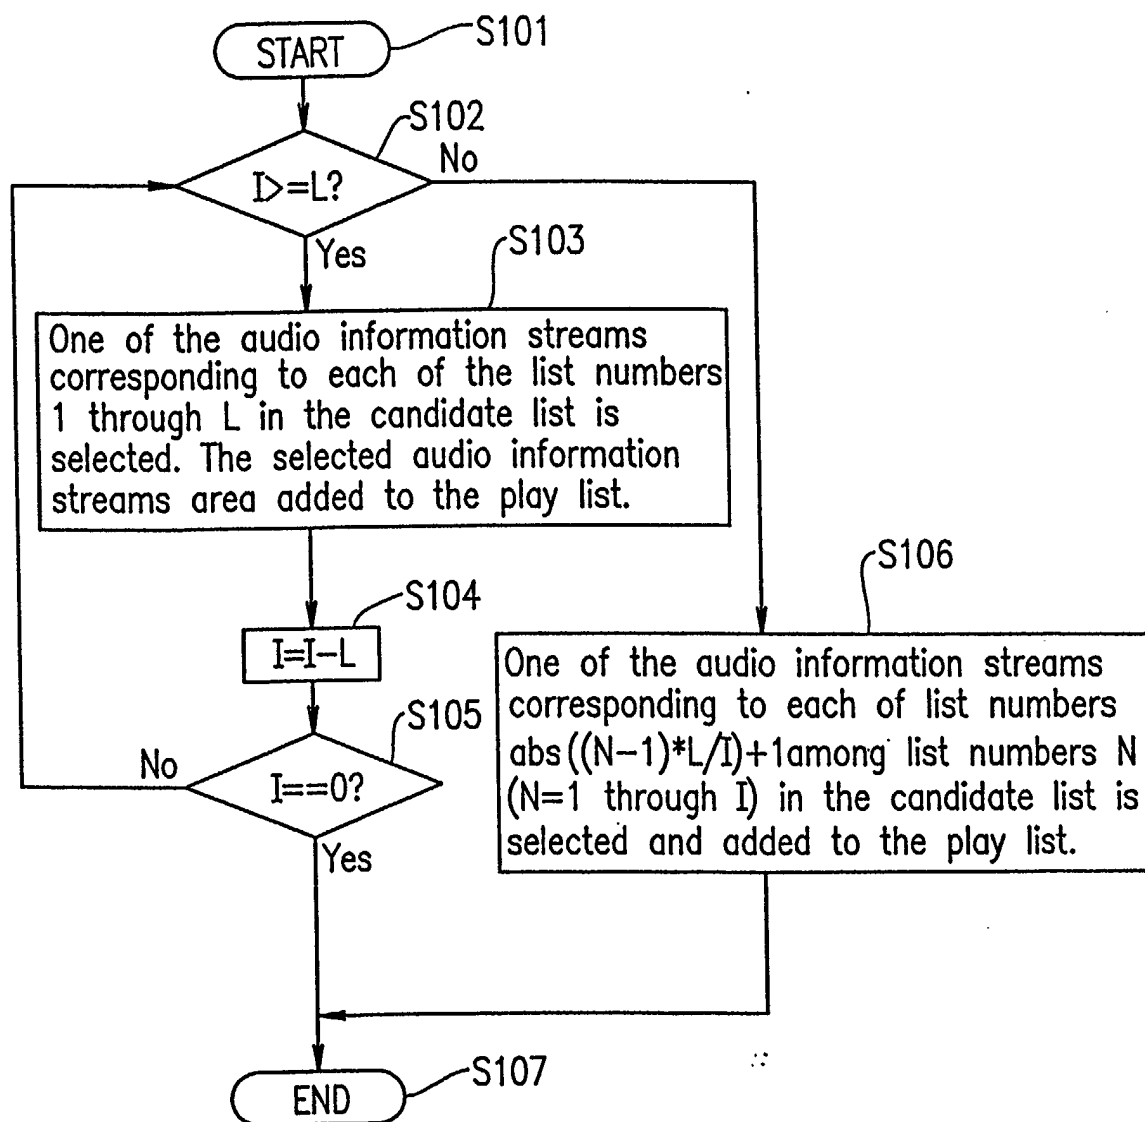 START
S101
S102
I>=L?
No
Yes
S103
One of the audio information streams
corresponding to each of the list numbers
1 through L in the candidate list is
selected. The selected audio information
streams area added to the play list.
S104
I=I-L
S105
I==0?
No
Yes
S106
One of the audio information streams
corresponding to each of list numbers
abs((N-1)*L/I)+1among list numbers N
(N=1 through I) in the candidate list is
selected and added to the play list.
END
S107